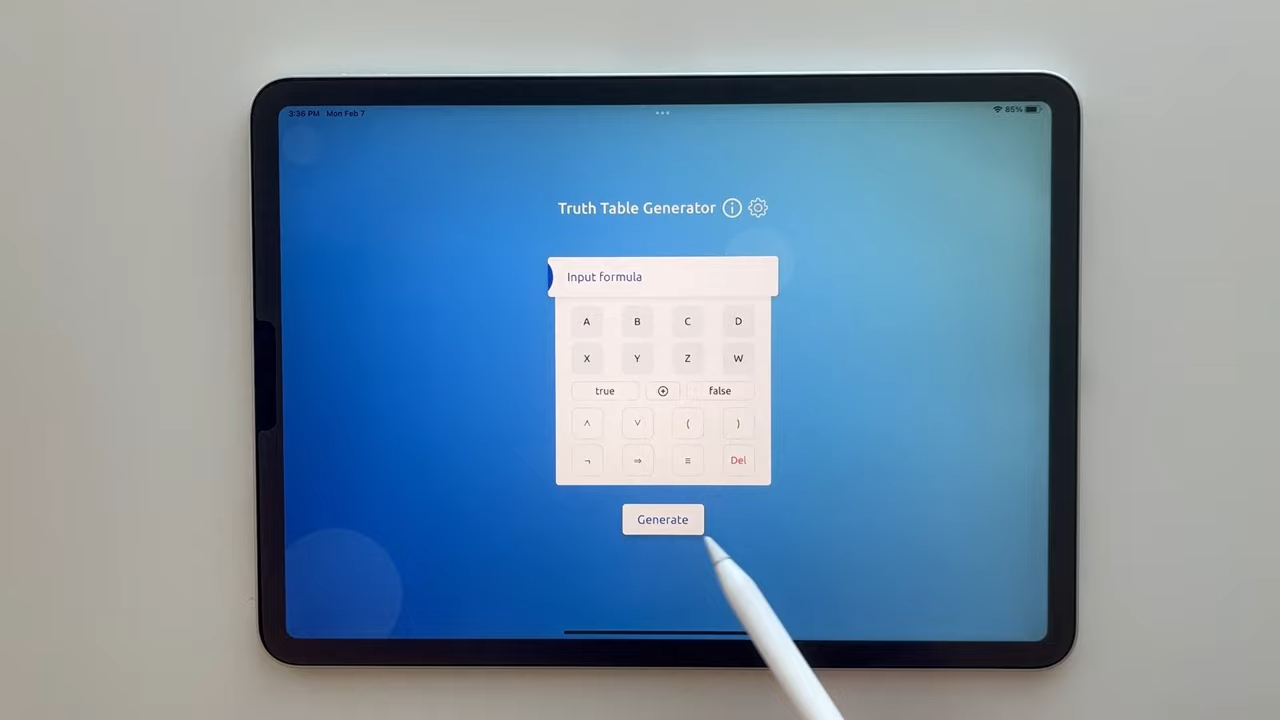 3:36 PM Mon Feb 7
85%
Truth Table Generator
Input formula
A B C D
X Y Z W
true ⊕ false
^ ˅ ( )
¬ ⇒ ≡ Del
Generate